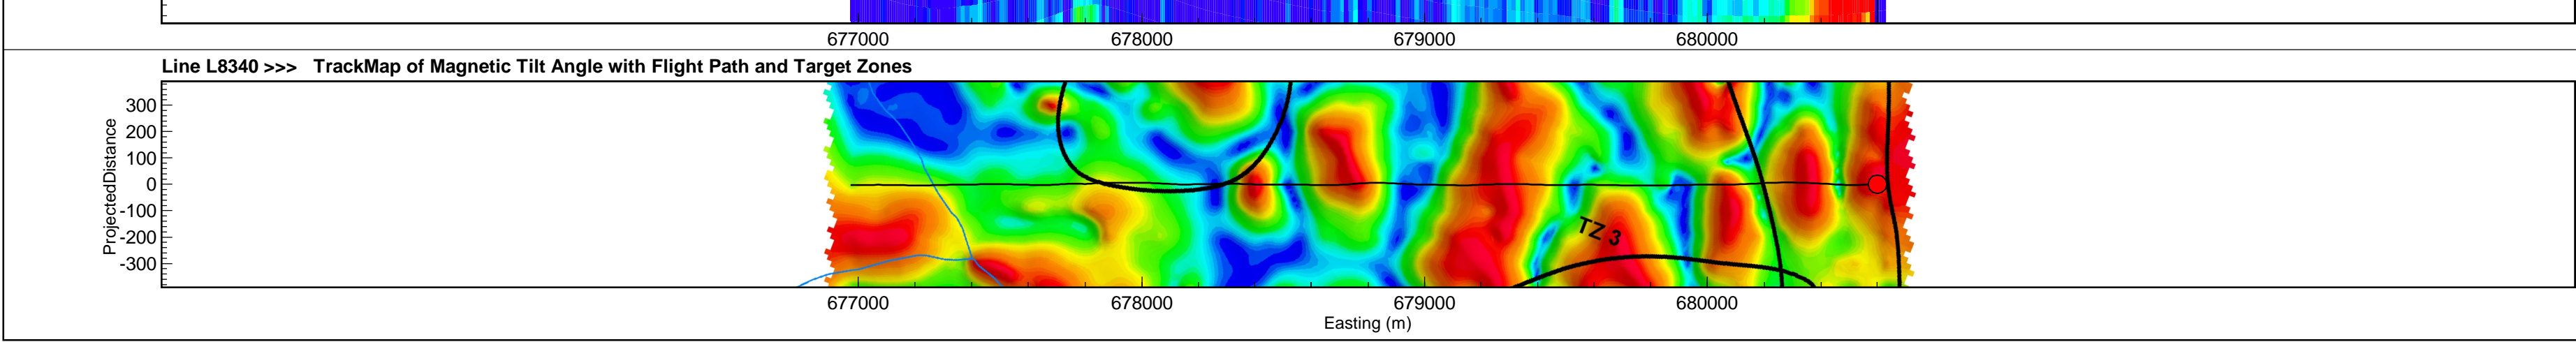 677000 678000 679000 680000
Line L8340 >>> TrackMap of Magnetic Tilt Angle with Flight Path and Target Zones
ProjectedDistance
300
200
100
0
-100
-200
-300
TZ 3
677000 678000 679000 680000
Easting (m)